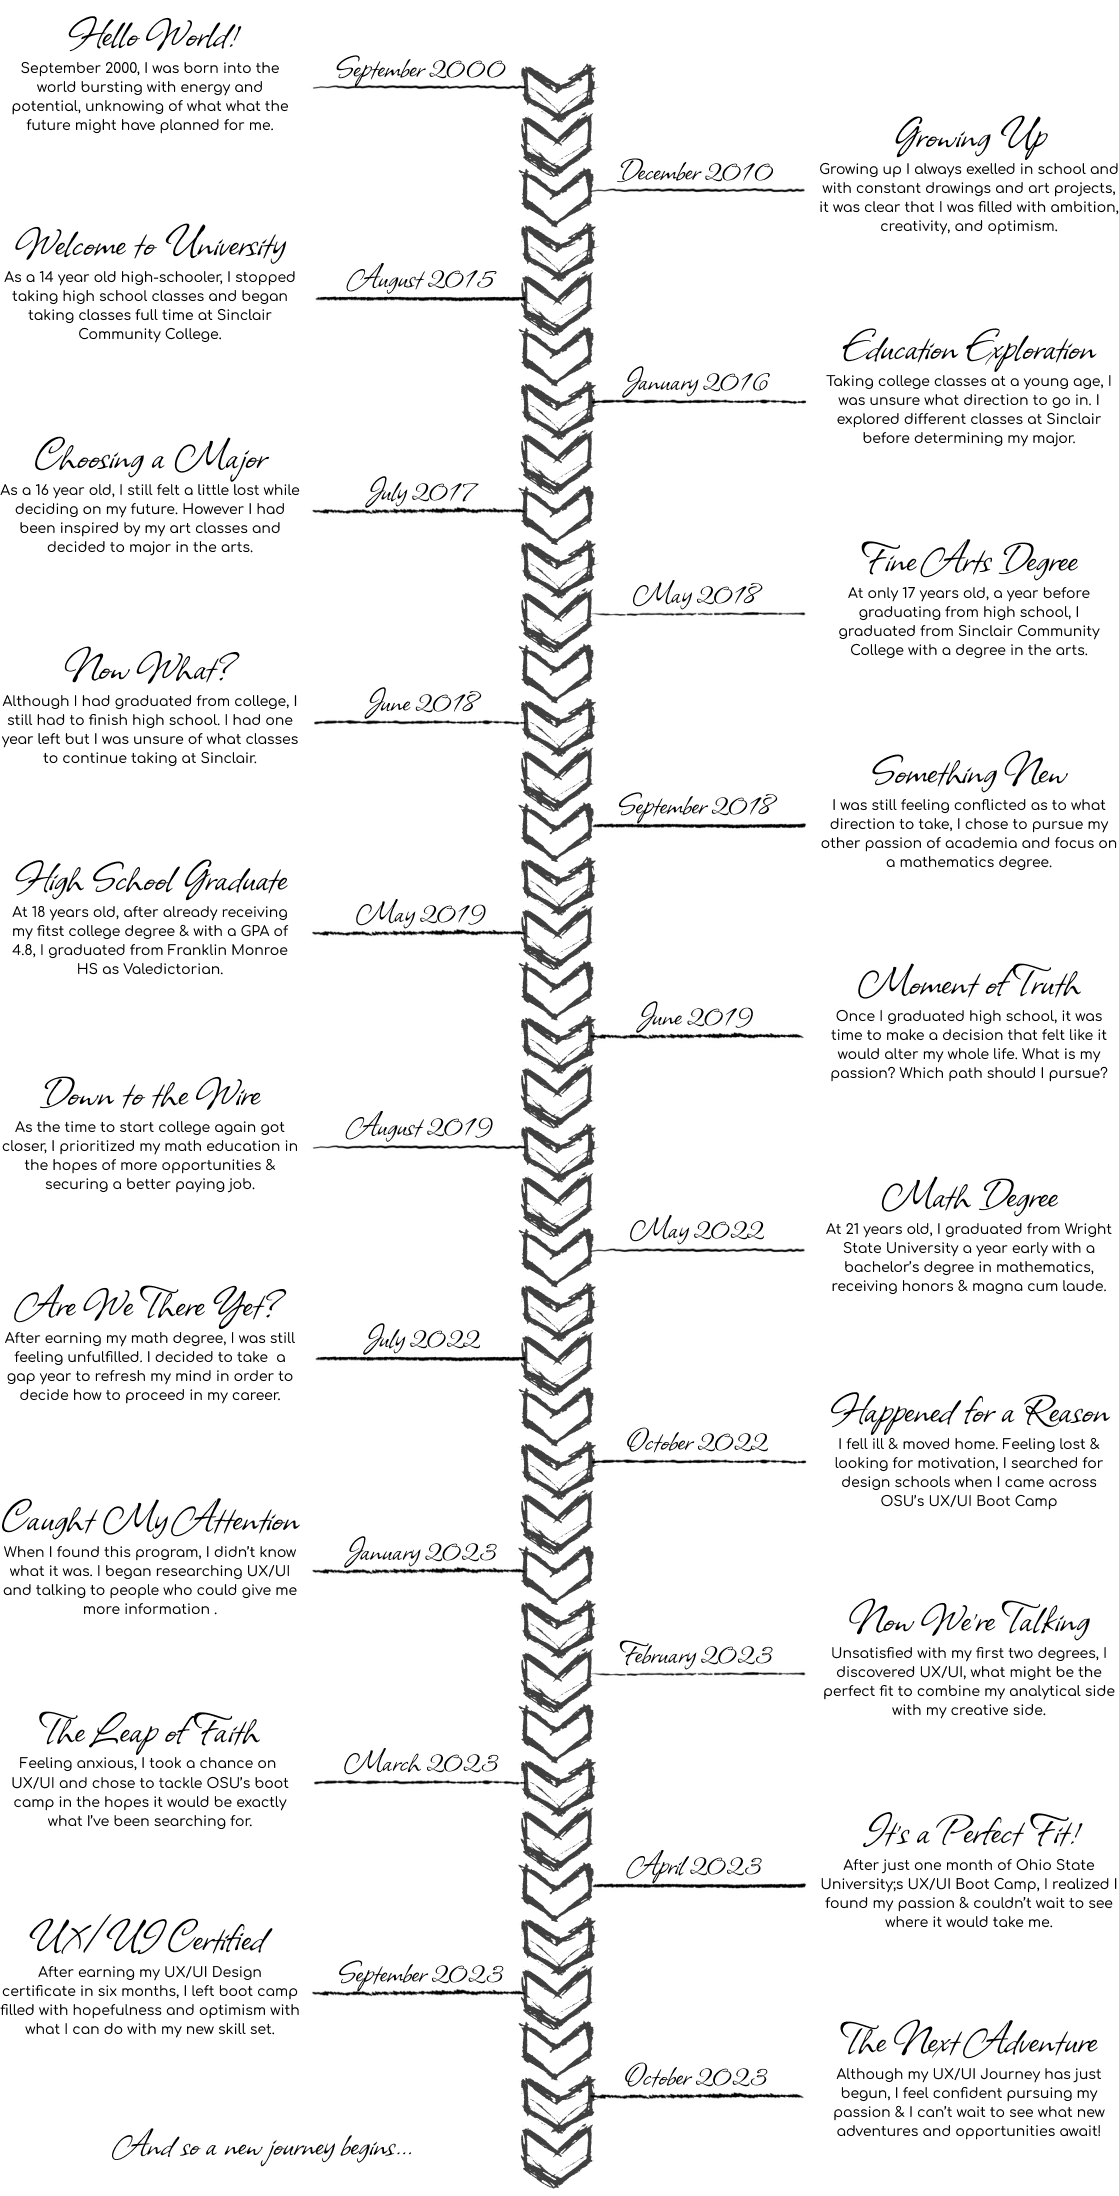 Hello World!
September 2000, I was born into the
world bursting with energy and
potential, unknowing of what what the
future might have planned for me.
September 2000
Growing Up
Growing up I always exelled in school and
with constant drawings and art projects,
it was clear that I was filled with ambition,
creativity, and optimism.
December 2010
Welcome to University
As a 14 year old high-schooler, I stopped
taking high school classes and began
taking classes full time at Sinclair
Community College.
August 2015
Education Exploration
Taking college classes at a young age, I
was unsure what direction to go in. I
explored different classes at Sinclair
before determining my major.
January 2016
Choosing a Major
As a 16 year old, I still felt a little lost while
deciding on my future. However I had
been inspired by my art classes and
decided to major in the arts.
July 2017
Fine Arts Degree
At only 17 years old, a year before
graduating from high school, I
graduated from Sinclair Community
College with a degree in the arts.
May 2018
Now What?
Although I had graduated from college, I
still had to finish high school. I had one
year left but I was unsure of what classes
to continue taking at Sinclair.
June 2018
Something New
I was still feeling conflicted as to what
direction to take, I chose to pursue my
other passion of academia and focus on
a mathematics degree.
September 2018
High School Graduate
At 18 years old, after already receiving
my fitst college degree & with a GPA of
4.8, I graduated from Franklin Monroe
HS as Valedictorian.
May 2019
Moment of Truth
Once I graduated high school, it was
time to make a decision that felt like it
would alter my whole life. What is my
passion? Which path should I pursue?
June 2019
Down to the Wire
As the time to start college again got
closer, I prioritized my math education in
the hopes of more opportunities &
securing a better paying job.
August 2019
Math Degree
At 21 years old, I graduated from Wright
State University a year early with a
bachelor's degree in mathematics,
receiving honors & magna cum laude.
May 2022
Are We There Yet?
After earning my math degree, I was still
feeling unfulfilled. I decided to take a
gap year to refresh my mind in order to
decide how to proceed in my career.
July 2022
Happened for a Reason
I fell ill & moved home. Feeling lost &
looking for motivation, I searched for
design schools when I came across
OSU's UX/UI Boot Camp
October 2022
Caught My Attention
When I found this program, I didn't know
what it was. I began researching UX/UI
and talking to people who could give me
more information .
January 2023
Now We're Talking
Unsatisfied with my first two degrees, I
discovered UX/UI, what might be the
perfect fit to combine my analytical side
with my creative side.
February 2023
The Leap of Faith
Feeling anxious, I took a chance on
UX/UI and chose to tackle OSU's boot
camp in the hopes it would be exactly
what I've been searching for.
March 2023
It's a Perfect Fit!
After just one month of Ohio State
University;s UX/UI Boot Camp, I realized I
found my passion & couldn't wait to see
where it would take me.
April 2023
UX/UI Certified
After earning my UX/UI Design
certificate in six months, I left boot camp
filled with hopefulness and optimism with
what I can do with my new skill set.
September 2023
The Next Adventure
Although my UX/UI Journey has just
begun, I feel confident pursuing my
passion & I can't wait to see what new
adventures and opportunities await!
October 2023
And so a new journey begins...